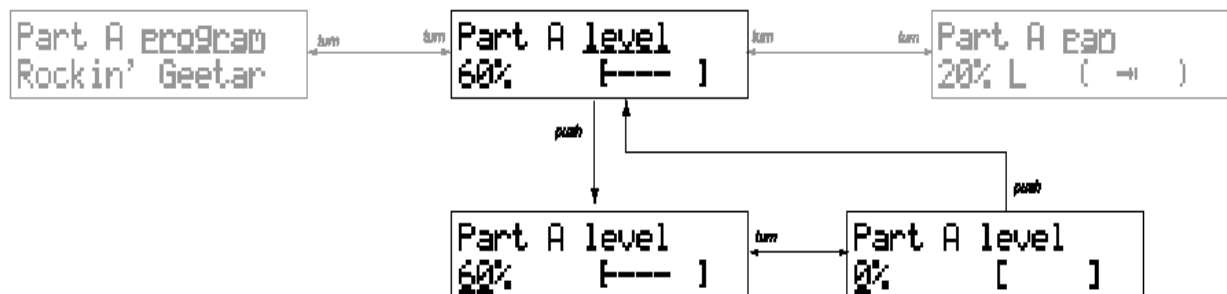 Part A program
Rockin' Geetar
turn
turn
Part A level
60% [---- ]
turn
turn
Part A pan
20% L ( )
push
push
Part A level
60% [---- ]
turn
Part A level
0% [ ]